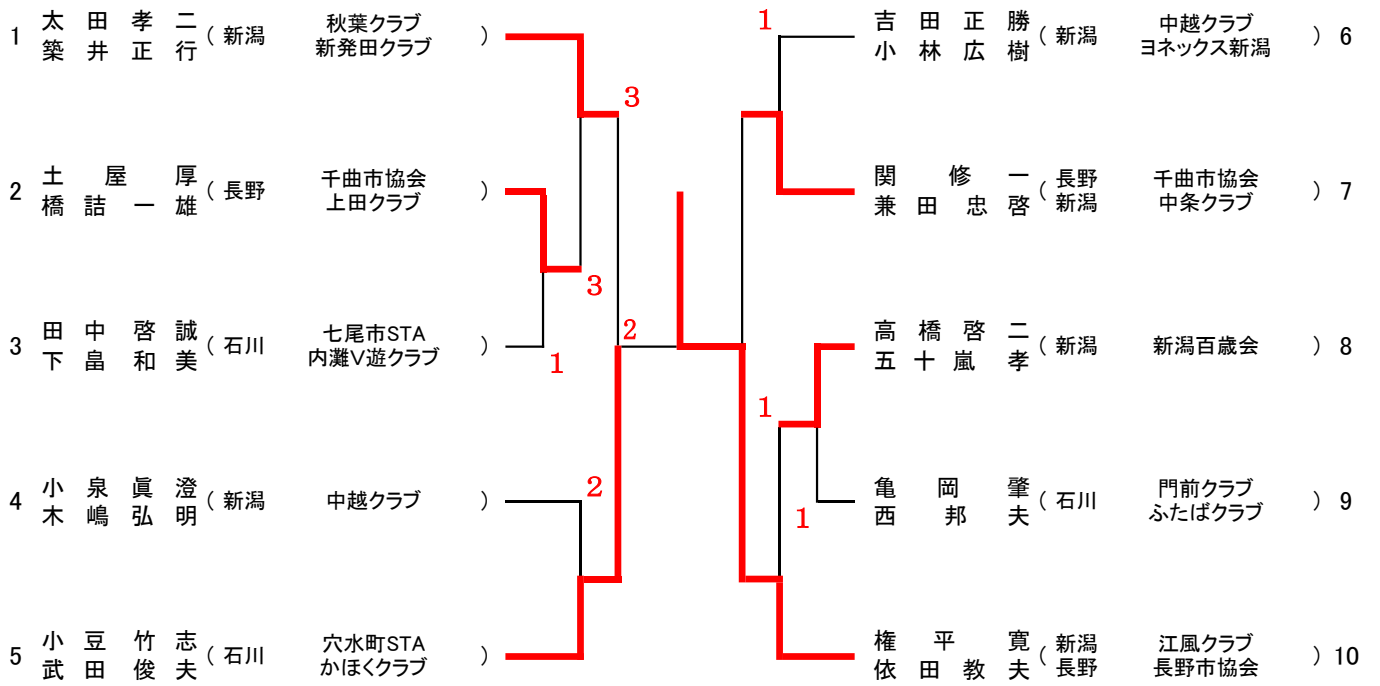 1 太田孝二 (新潟 秋葉クラブ )
築井正行 新発田クラブ
3
2 土屋厚 (長野 千曲市協会 )
橋詰一雄 上田クラブ
3
3 田中啓誠 (石川 七尾市STA )
下畠和美 内灘V遊クラブ
1
2
4 小泉眞澄 (新潟 中越クラブ )
木嶋弘明
2
5 小豆竹志 (石川 穴水町STA )
武田俊夫 かほくクラブ
1
吉田正勝 (新潟 中越クラブ ) 6
小林広樹 ヨネックス新潟
関修一 (長野 千曲市協会 ) 7
兼田忠啓 新潟 中条クラブ
高橋啓二 (新潟 新潟百歳会 ) 8
五十嵐孝
1
亀岡肇 (石川 門前クラブ ) 9
西邦夫 ふたばクラブ
1
権平寛 (新潟 江風クラブ ) 10
依田教夫 長野 長野市協会